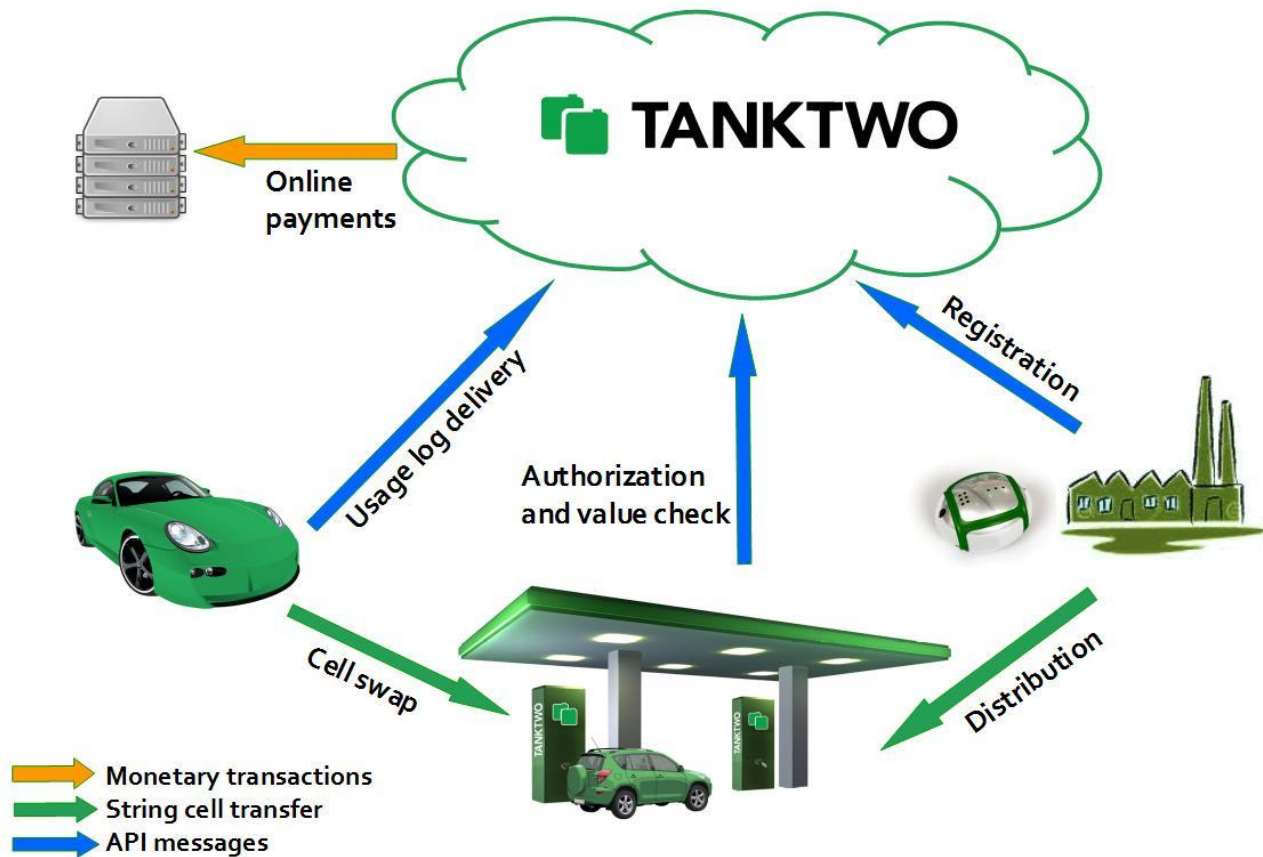 TANKTWO
Online
payments
Usage log delivery
Authorization
and value check
Registration
Cell swap
Distribution
TANKTWO
TANKTWO
Monetary transactions
String cell transfer
API messages